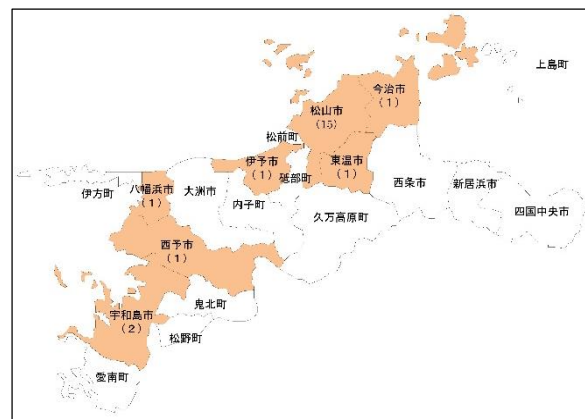 上島町
今治市
(1)
松山市
(15)
松前町
伊予市
(1)
砥部町
東温市
(1)
西条市
新居浜市
四国中央市
伊方町
八幡浜市
(1)
大洲市
内子町
久万高原町
西予市
(1)
鬼北町
宇和島市
(2)
松野町
愛南町